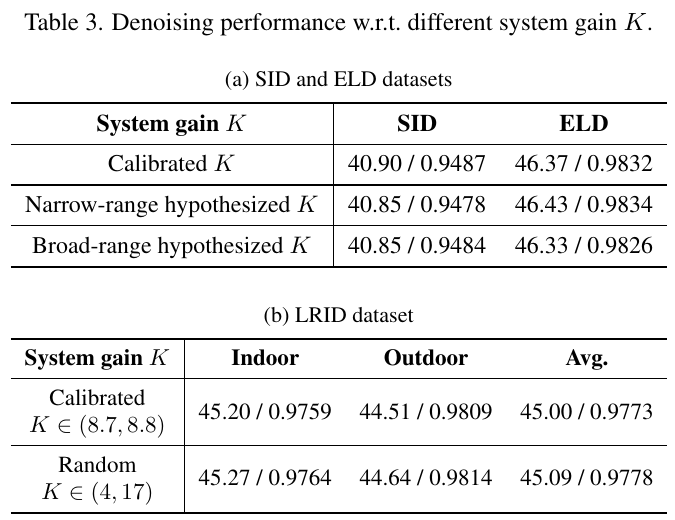 Table 3. Denoising performance w.r.t. different system gain K.
(a) SID and ELD datasets
System gain K SID ELD
Calibrated K 40.90 / 0.9487 46.37 / 0.9832
Narrow-range hypothesized K 40.85 / 0.9478 46.43 / 0.9834
Broad-range hypothesized K 40.85 / 0.9484 46.33 / 0.9826
(b) LRID dataset
System gain K Indoor Outdoor Avg.
Calibrated
K ∈ (8.7, 8.8) 45.20 / 0.9759 44.51 / 0.9809 45.00 / 0.9773
Random
K ∈ (4, 17) 45.27 / 0.9764 44.64 / 0.9814 45.09 / 0.9778